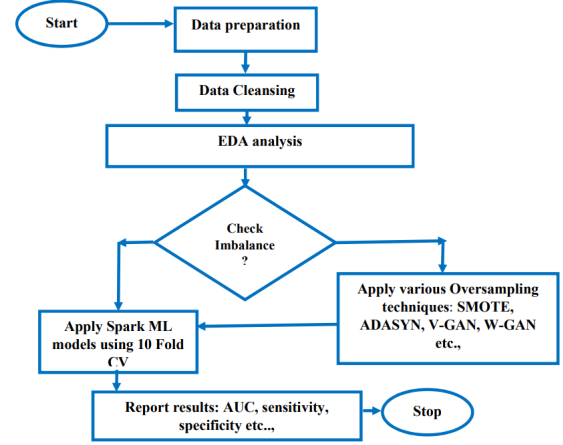 Start
Data preparation
Data Cleansing
EDA analysis
Check
Imbalance
?
Apply various Oversampling
techniques: SMOTE,
ADASYN, V-GAN, W-GAN
etc.,
Apply Spark ML
models using 10 Fold
CV
Report results: AUC, sensitivity,
specificity etc..,
Stop